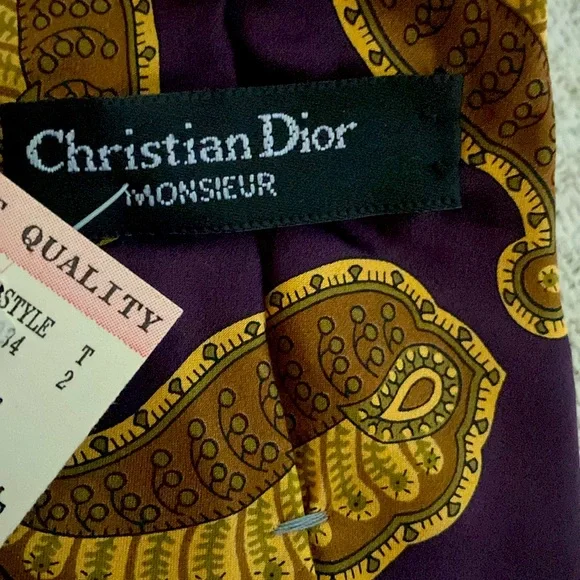 Christian Dior
MONSIEUR
QUALITY
STYLE T
2